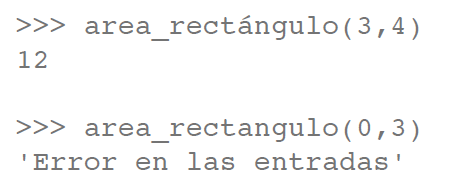 >>> area_rectángulo(3,4)
12
>>> area_rectangulo(0,3)
'Error en las entradas'